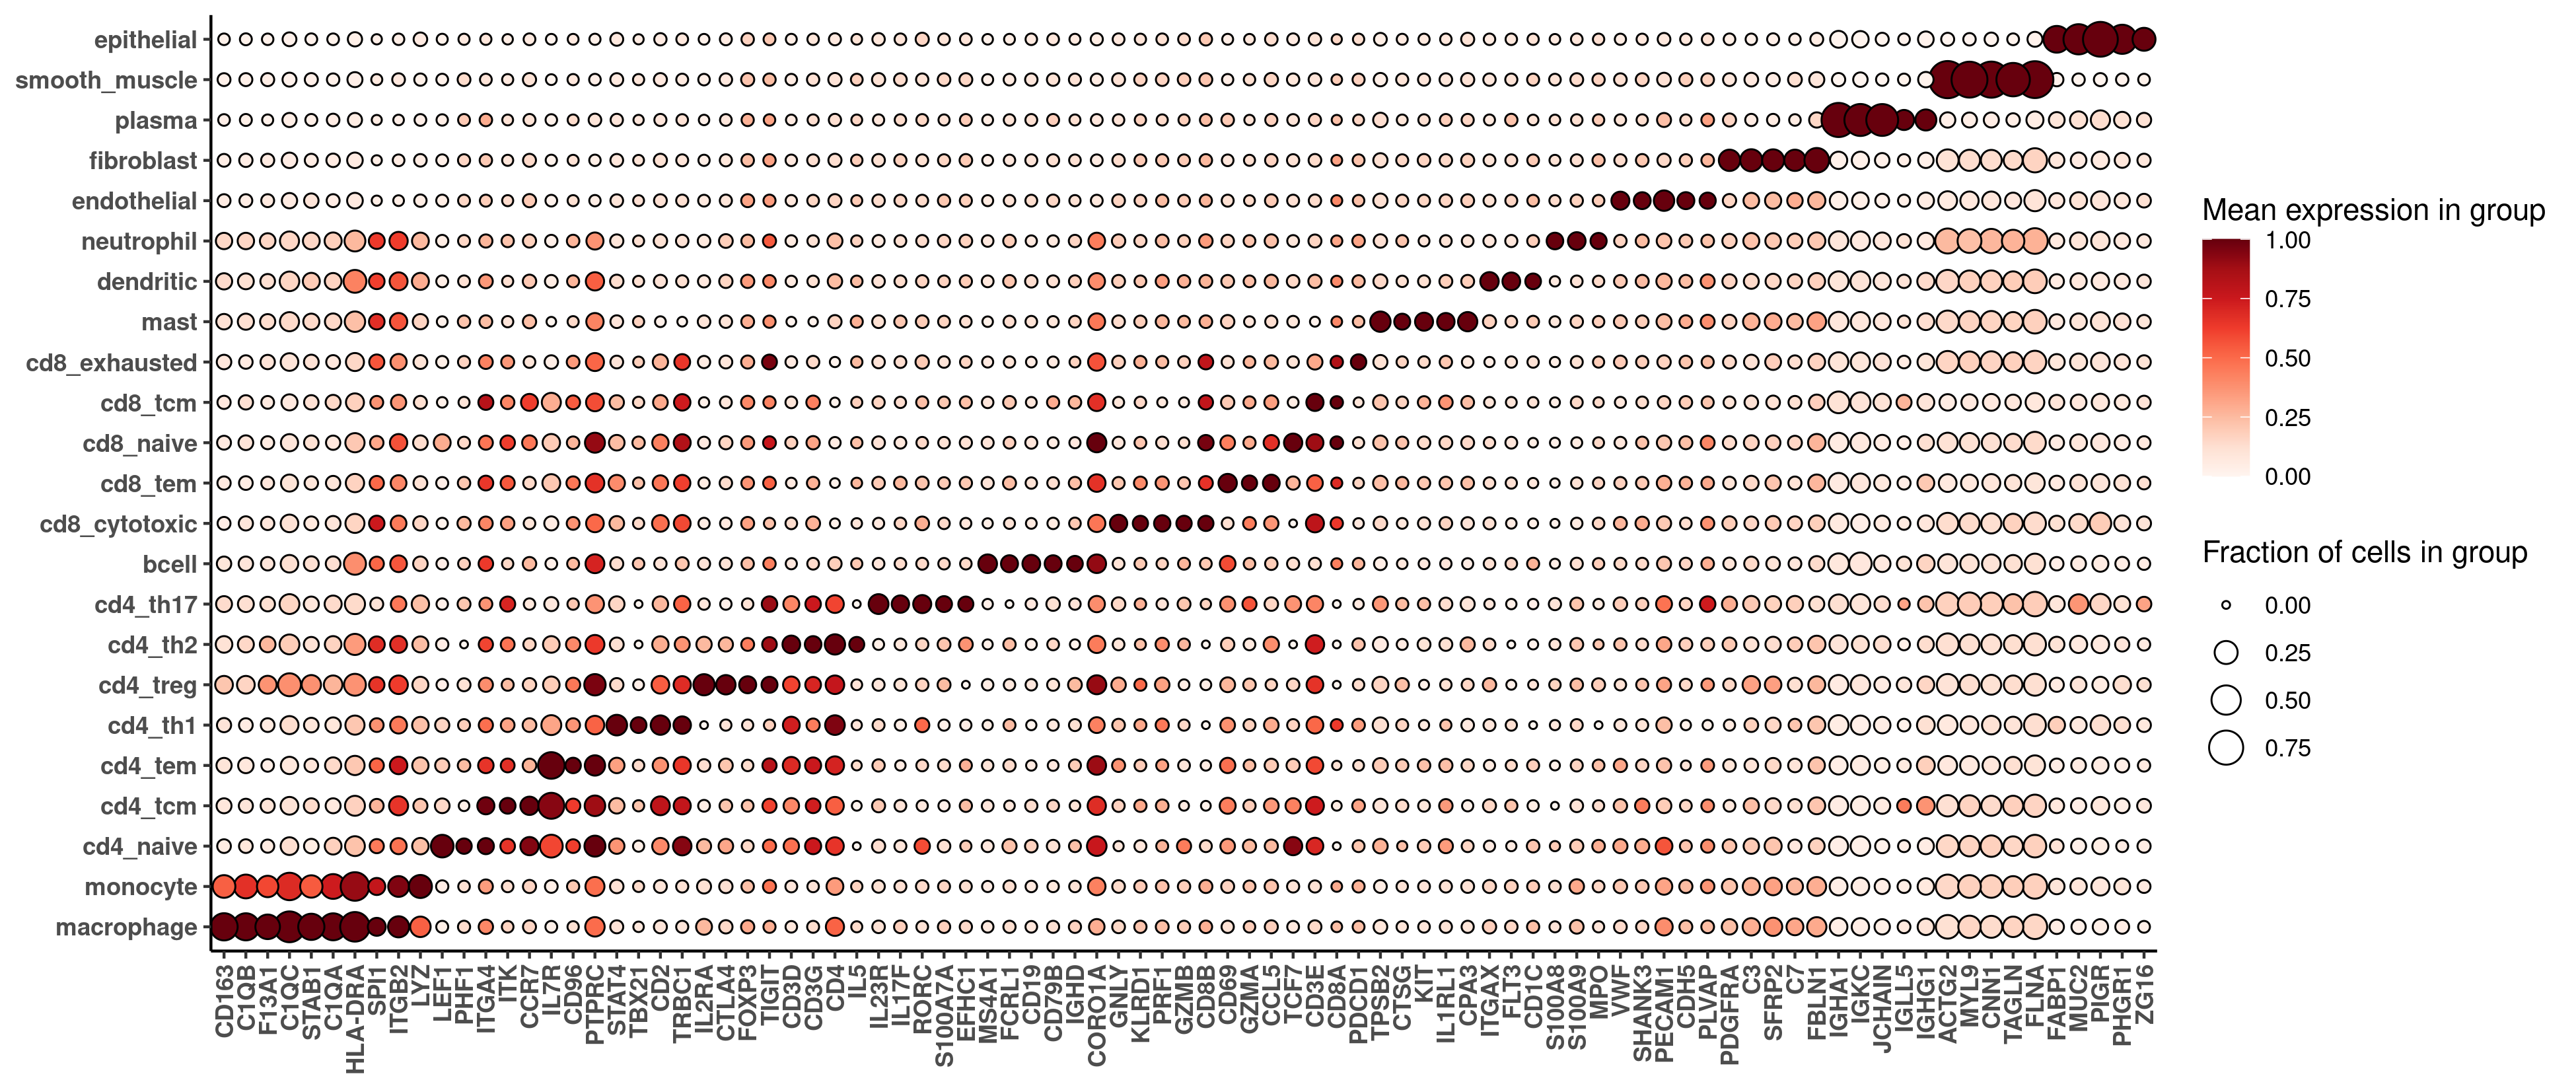 epithelial
smooth_muscle
plasma
fibroblast
endothelial
neutrophil
dendritic
mast
cd8_exhausted
cd8_tcm
cd8_naive
cd8_tem
cd8_cytotoxic
bcell
cd4_th17
cd4_th2
cd4_treg
cd4_th1
cd4_tem
cd4_tcm
cd4_naive
monocyte
macrophage
CD163
C1QB
F13A1
C1QC
STAB1
C1QA
HLA-DRA
SPI1
ITGB2
LYZ
LEF1
PHF1
ITGA4
ITK
CCR7
IL7R
CD96
PTPRC
STAT4
TBX21
CD2
TRBC1
IL2RA
CTLA4
FOXP3
TIGIT
CD3D
CD3G
CD4
IL5
IL23R
IL17F
RORC
S100A7A
EFHC1
MS4A1
FCRL1
CD19
CD79B
IGHD
CORO1A
GNLY
KLRD1
PRF1
GZMB
CD8B
CD69
GZMA
CCL5
TCF7
CD3E
CD8A
PDCD1
TPSB2
CTSG
KIT
IL1RL1
CPA3
ITGAX
FLT3
CD1C
S100A8
S100A9
MPO
VWF
SHANK3
PECAM1
CDH5
PLVAP
PDGFRA
C3
SFRP2
C7
FBLN1
IGHA1
IGKC
JCHAIN
IGLL5
IGHG1
ACTG2
MYL9
CNN1
TAGLN
FLNA
FABP1
MUC2
PIGR
PHGR1
ZG16
Mean expression in group
1.00
0.75
0.50
0.25
0.00
Fraction of cells in group
0.00
0.25
0.50
0.75